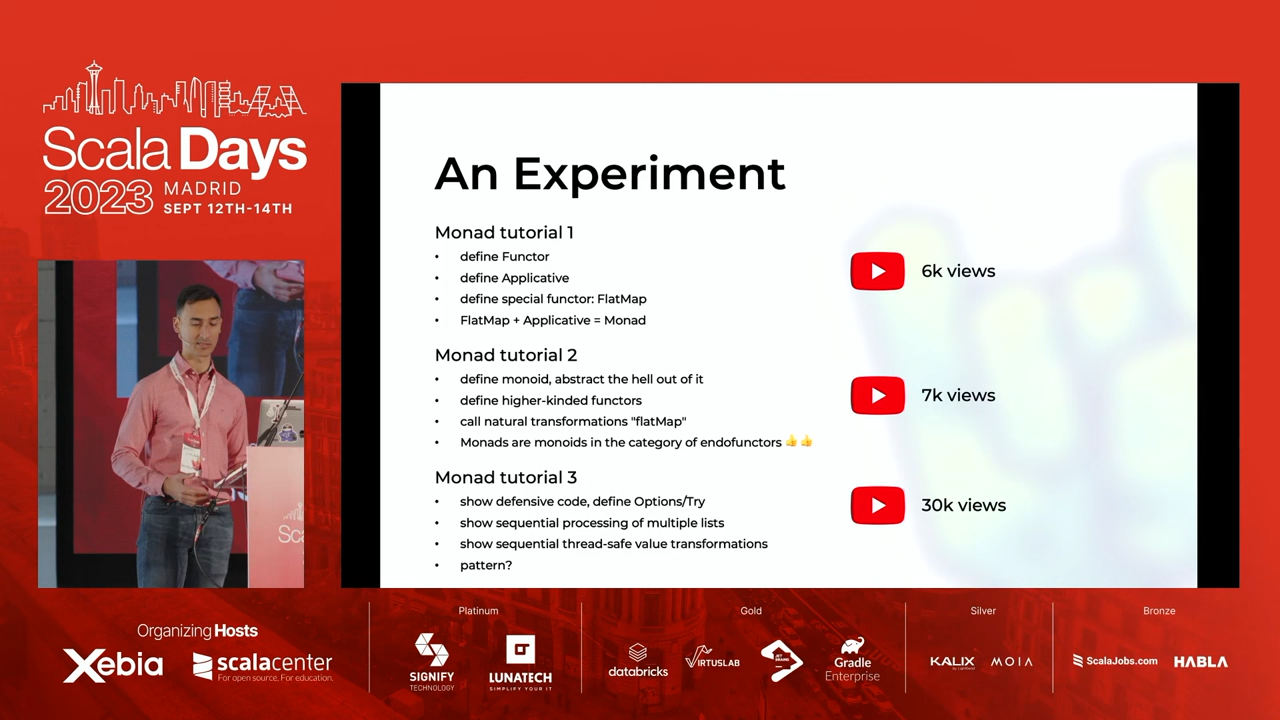 Scala Days
2023 MADRID
SEPT 12TH-14TH
An Experiment
Monad tutorial 1
• define Functor
• define Applicative
• define special functor: FlatMap
• FlatMap + Applicative = Monad
6k views
Monad tutorial 2
• define monoid, abstract the hell out of it
• define higher-kinded functors
• call natural transformations "flatMap"
• Monads are monoids in the category of endofunctors 👍👍
7k views
Monad tutorial 3
• show defensive code, define Options/Try
• show sequential processing of multiple lists
• show sequential thread-safe value transformations
• pattern?
30k views
Sca
Organizing Hosts
Xebia
scalacenter
For open source. For education.
Platinum
SIGNIFY
TECHNOLOGY
LUNATECH
SIMPLIFY YOUR IT
Gold
databricks
VIRTUSLAB
JET
BRAINS
Gradle
Enterprise
Silver
KALIX
MOIA
Bronze
ScalaJobs.com
HABLA